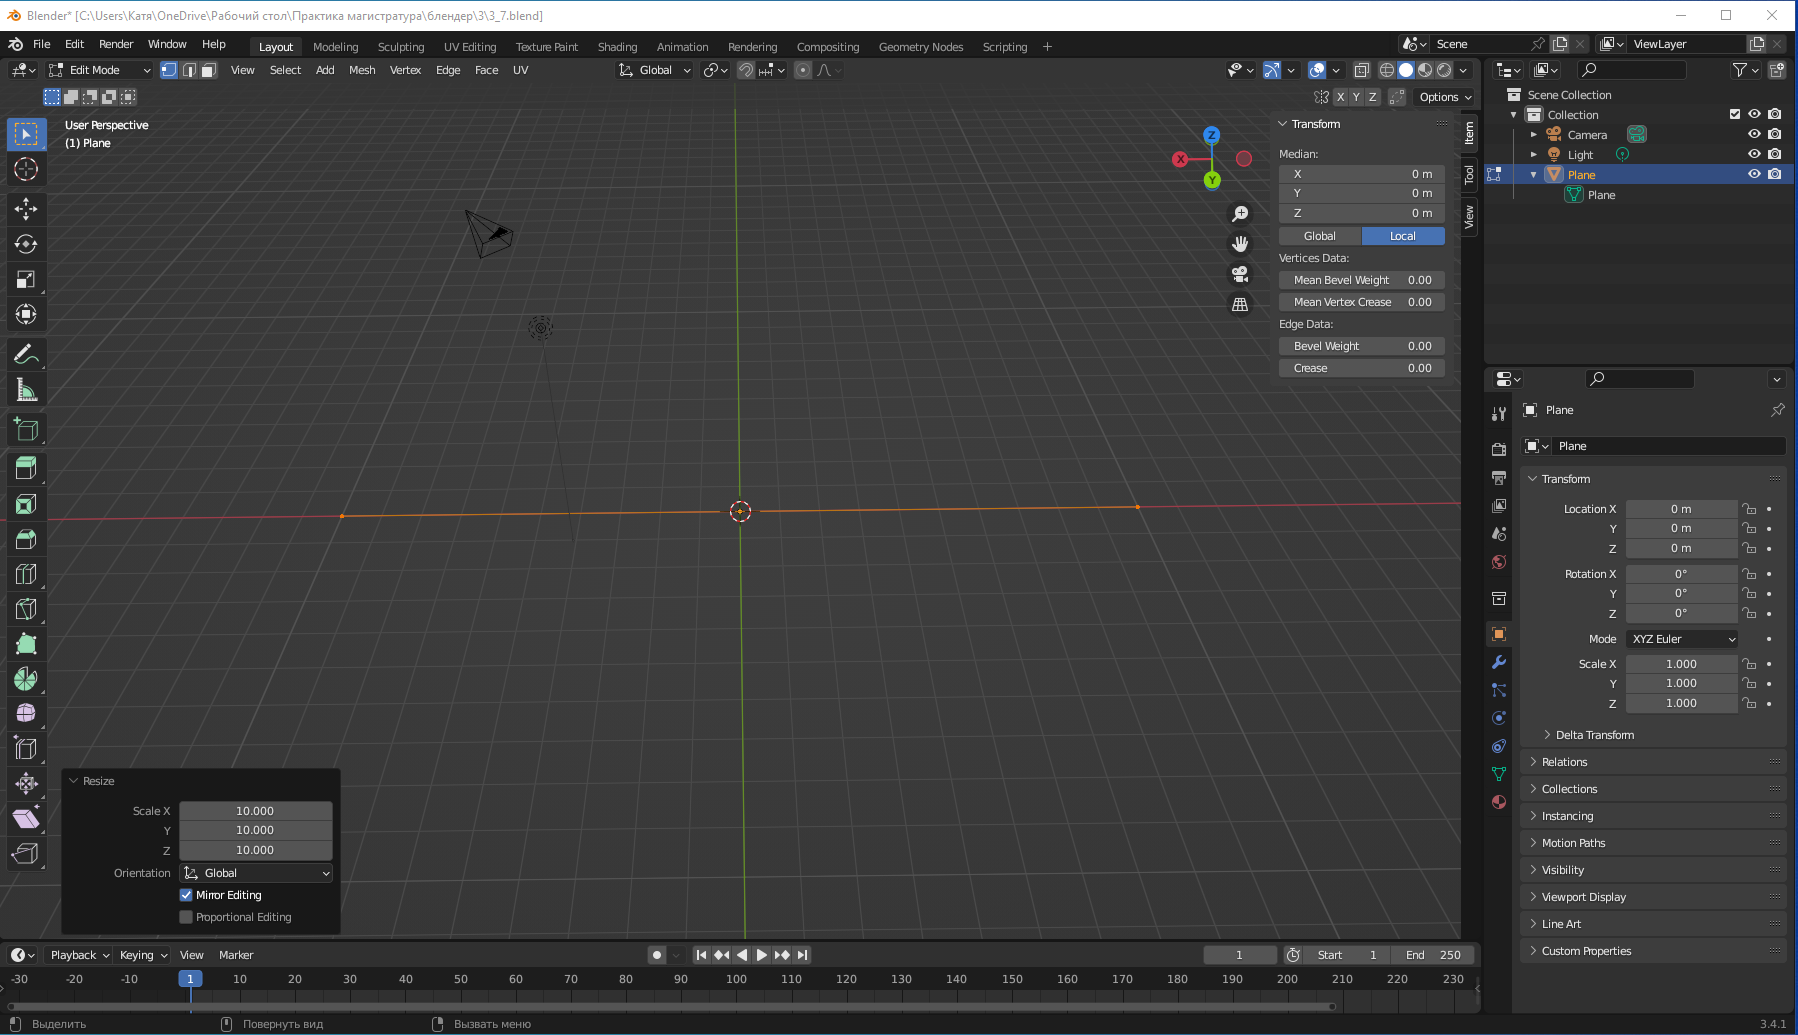 Blender* [C:\Users\Катя\OneDrive\Рабочий стол\Практика магистратура\блендер\3\3_7.blend]
File Edit Render Window Help Layout Modeling Sculpting UV Editing Texture Paint Shading Animation Rendering Compositing Geometry Nodes Scripting + Scene ViewLayer
Edit Mode View Select Add Mesh Vertex Edge Face UV Global
X Y Z Options
User Perspective
(1) Plane
Z
X
Y
Transform
Median:
X 0 m
Y 0 m
Z 0 m
Global Local
Vertices Data:
Mean Bevel Weight 0.00
Mean Vertex Crease 0.00
Edge Data:
Bevel Weight 0.00
Crease 0.00
Item
Tool
View
Scene Collection
Collection
Camera
Light
Plane
Plane
Plane
Plane
Transform
Location X 0 m
Y 0 m
Z 0 m
Rotation X 0°
Y 0°
Z 0°
Mode XYZ Euler
Scale X 1.000
Y 1.000
Z 1.000
Delta Transform
Relations
Collections
Instancing
Motion Paths
Visibility
Viewport Display
Line Art
Custom Properties
Resize
Scale X 10.000
Y 10.000
Z 10.000
Orientation Global
Mirror Editing
Proportional Editing
Playback Keying View Marker 1 Start 1 End 250
-30 -20 -10 1 10 20 30 40 50 60 70 80 90 100 110 120 130 140 150 160 170 180 190 200 210 220 230
Выделить Повернуть вид Вызвать меню 3.4.1